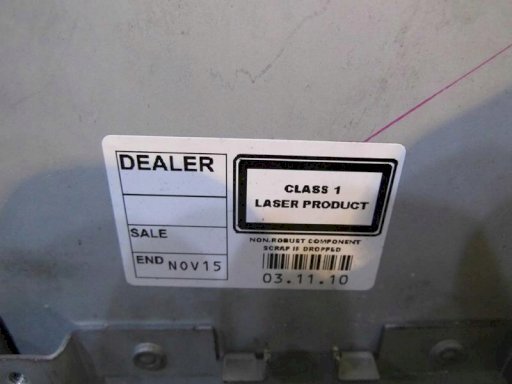 DEALER
SALE
END NOV15
CLASS 1
LASER PRODUCT
NON.ROBUST COMPONENT
SCRAP IF DROPPED
03.11.10